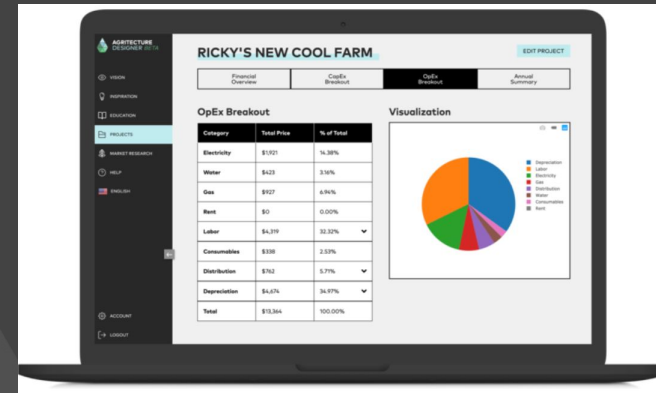 AGRITECTURE
DESIGNER BETA
VISION
INSPIRATION
EDUCATION
PROJECTS
MARKET RESEARCH
HELP
ENGLISH
ACCOUNT
LOGOUT
RICKY'S NEW COOL FARM
EDIT PROJECT
Financial
Overview
CapEx
Breakout
OpEx
Breakout
Annual
Summary
OpEx Breakout
Category Total Price % of Total
Electricity $1,921 14.38%
Water $423 3.16%
Gas $927 6.94%
Rent $0 0.00%
Labor $4,319 32.32%
Consumables $338 2.53%
Distribution $762 5.71%
Depreciation $4,674 34.97%
Total $13,364 100.00%
Visualization
Depreciation
Labor
Electricity
Gas
Distribution
Water
Consumables
Rent